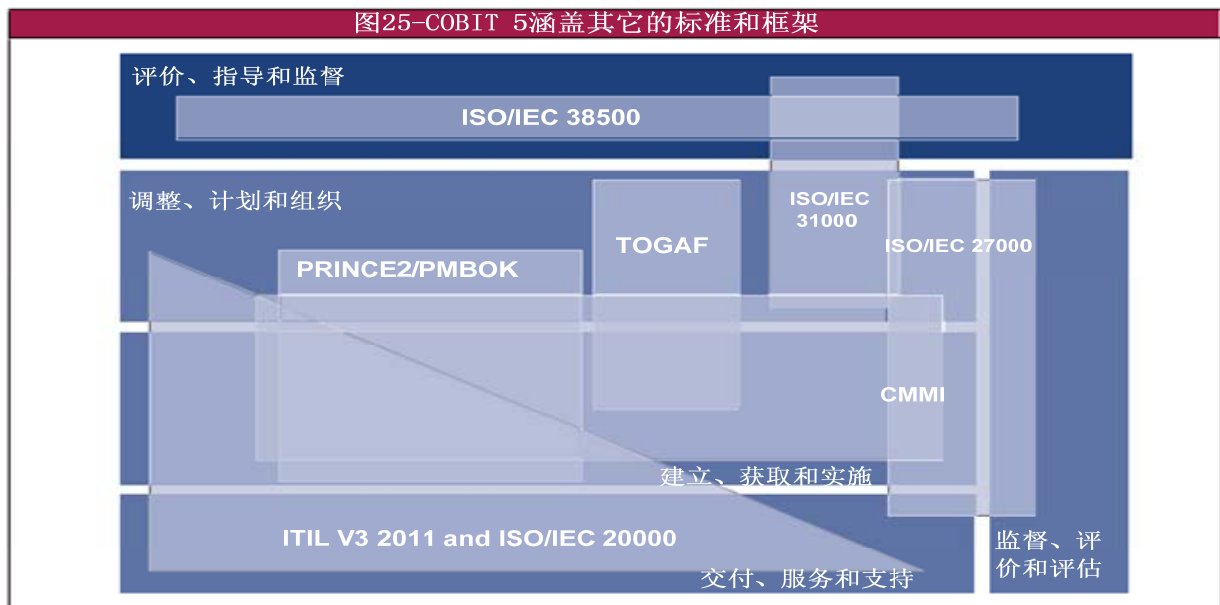 图25-COBIT 5涵盖其它的标准和框架
评价、指导和监督
ISO/IEC 38500
调整、计划和组织
ISO/IEC
31000
TOGAF
ISO/IEC 27000
PRINCE2/PMBOK
CMMI
建立、获取和实施
ITIL V3 2011 and ISO/IEC 20000
交付、服务和支持
监督、评
价和评估